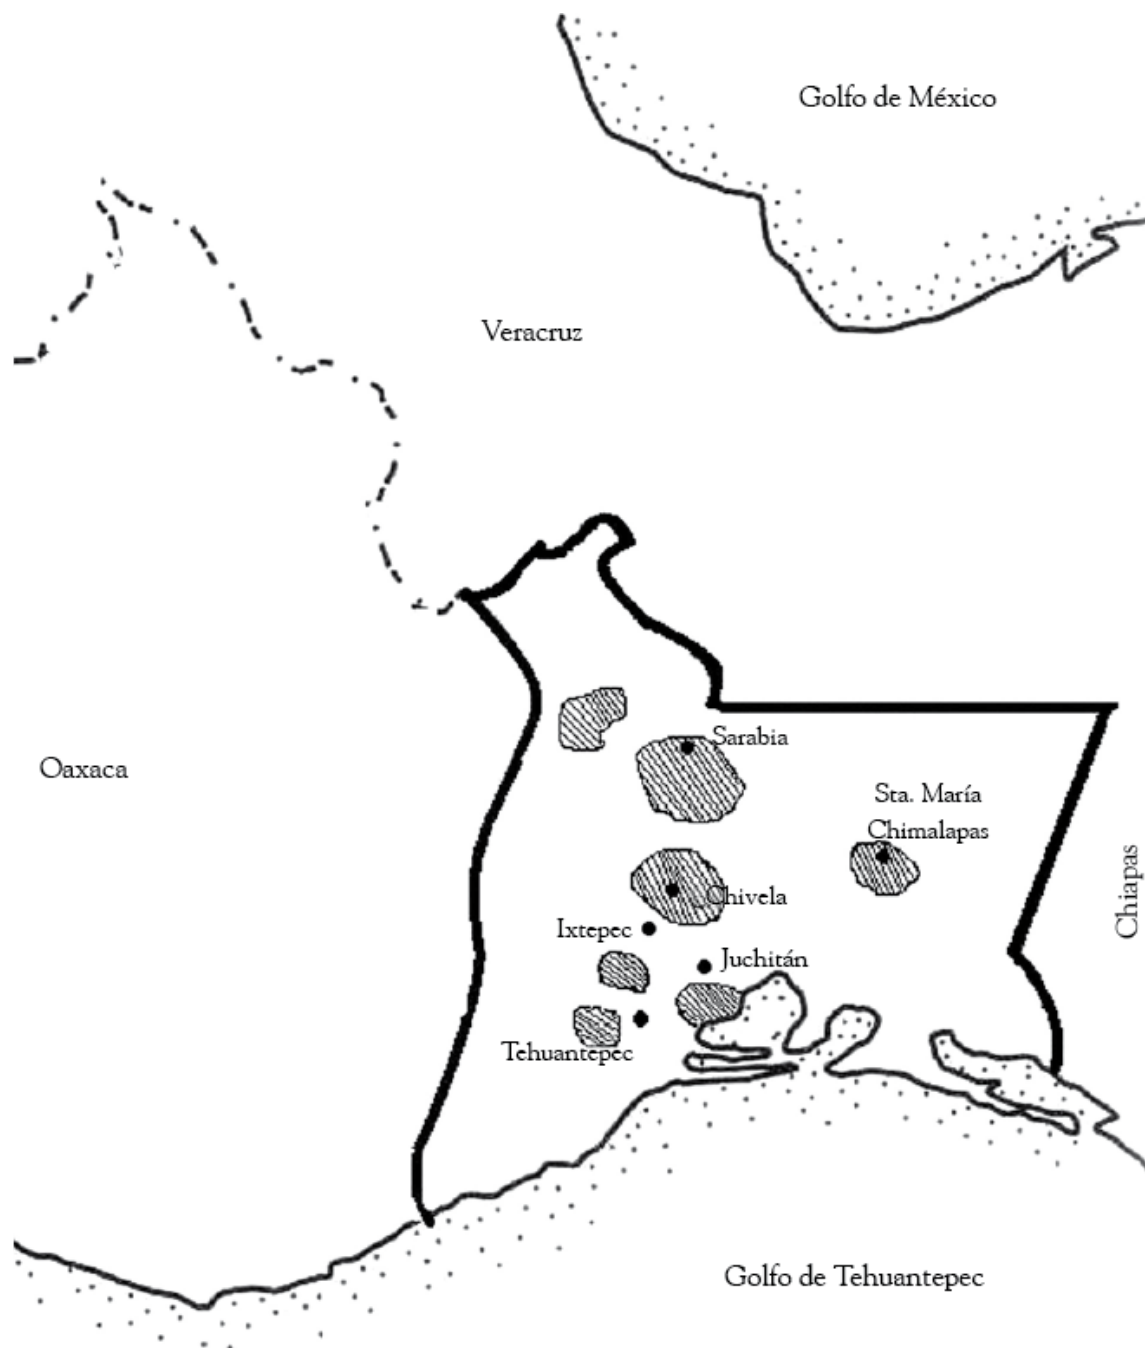 Golfo de México
Veracruz
Sarabia
Oaxaca
Sta. María
Chimalapas
Chiapas
Chivela
Ixtepec
Juchitán
Tehuantepec
Golfo de Tehuantepec